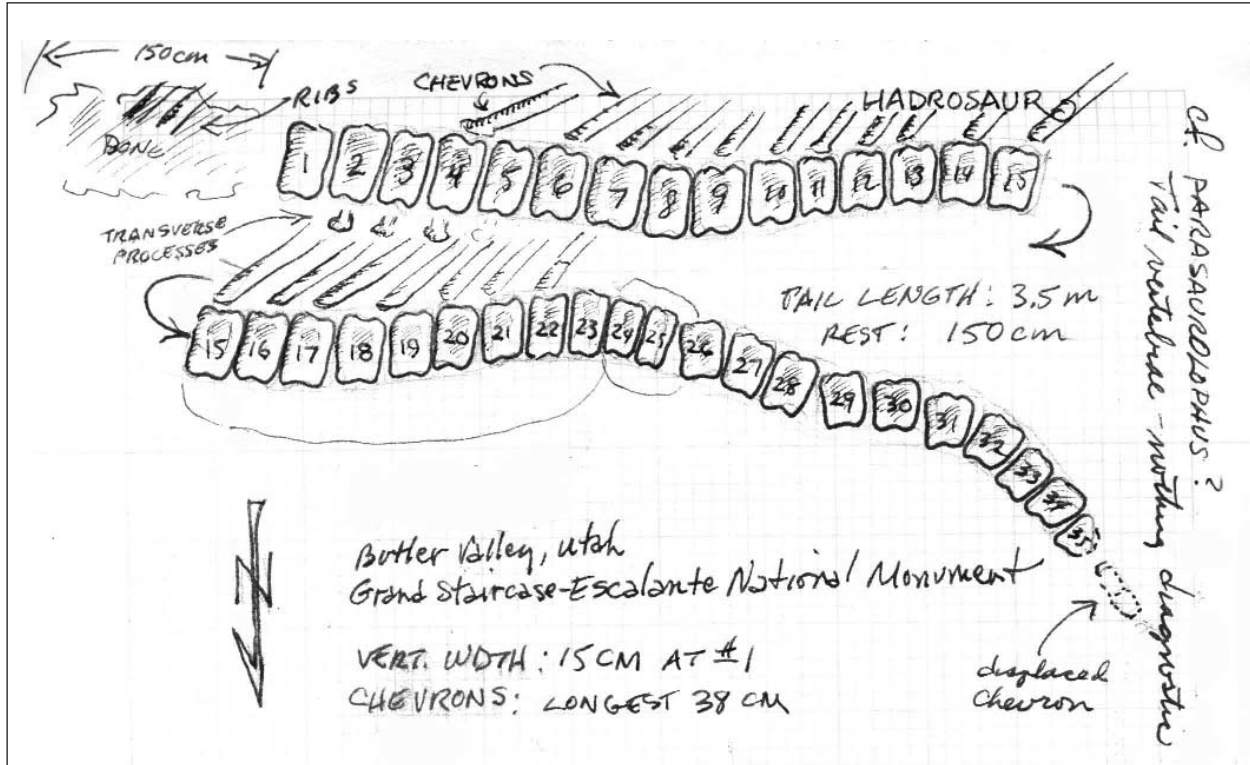 150cm
RIBS
BONE
CHEVRONS
HADROSAUR
1 2 3 4 5 6 7 8 9 10 11 12 13 14 15
TRANSVERSE
PROCESSES
15 16 17 18 19 20 21 22 23 24 25 26 27 28 29 30 31 32 33 34 35
TAIL LENGTH: 3.5m
REST: 150cm
cf. PARASAUROLOPHUS?
Tail vertebrae - nothing diagnostic
N
Butler Valley, Utah
Grand Staircase-Escalante National Monument
VERT. WDTH: 15CM AT #1
CHEVRONS: LONGEST 38 CM
displaced
Chevron